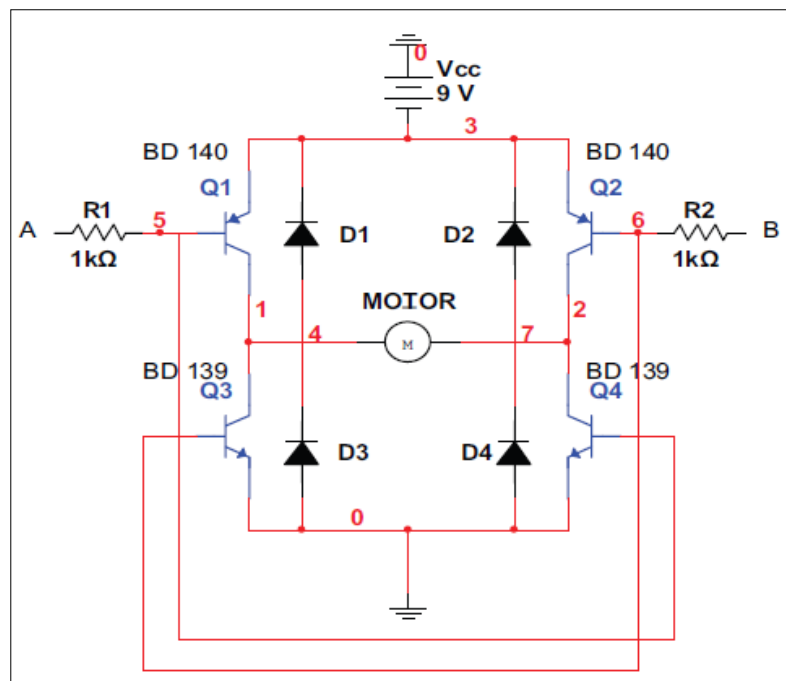 0
Vcc
9 V
3
BD 140
BD 140
Q1
Q2
A
R1
5
D1
D2
6
R2
B
1kΩ
1kΩ
MOTOR
1
2
4
7
M
BD 139
BD 139
Q3
Q4
D3
D4
0